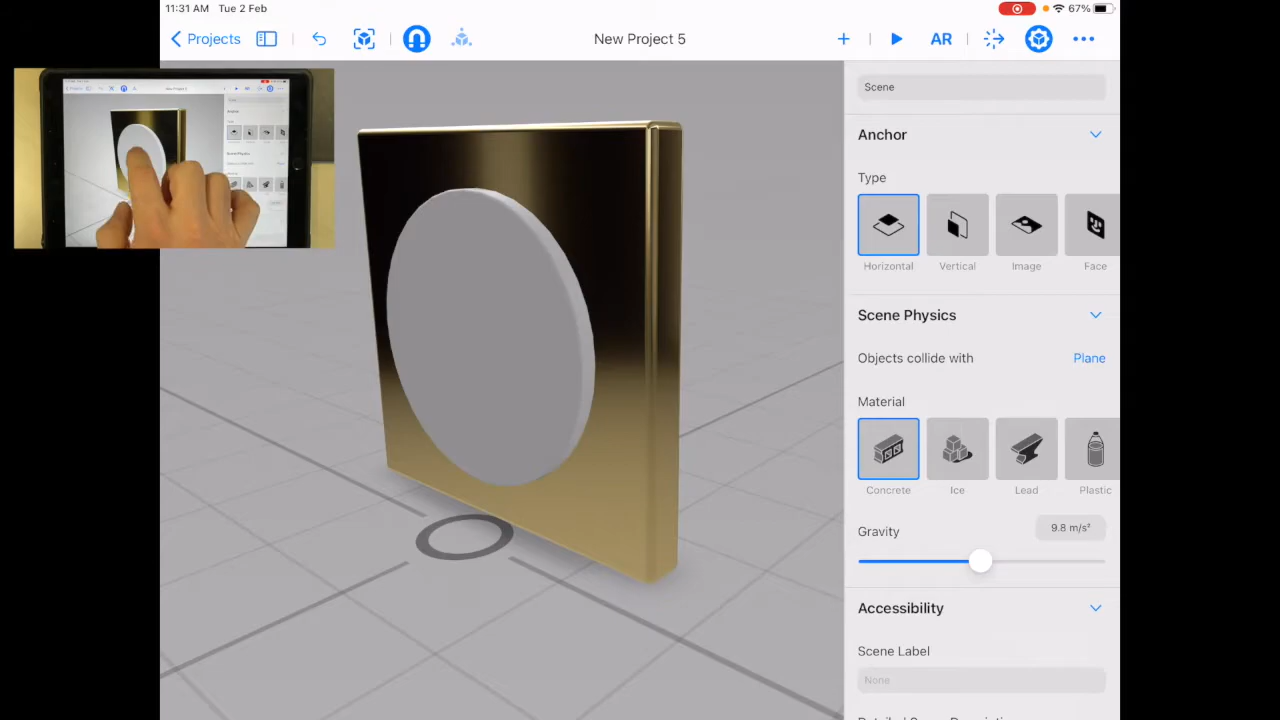 11:31 AM Tue 2 Feb
67%
Projects
New Project 5
AR
Scene
Anchor
Type
Horizontal
Vertical
Image
Face
Scene Physics
Objects collide with
Plane
Material
Concrete
Ice
Lead
Plastic
Gravity
9.8 m/s²
Accessibility
Scene Label
None